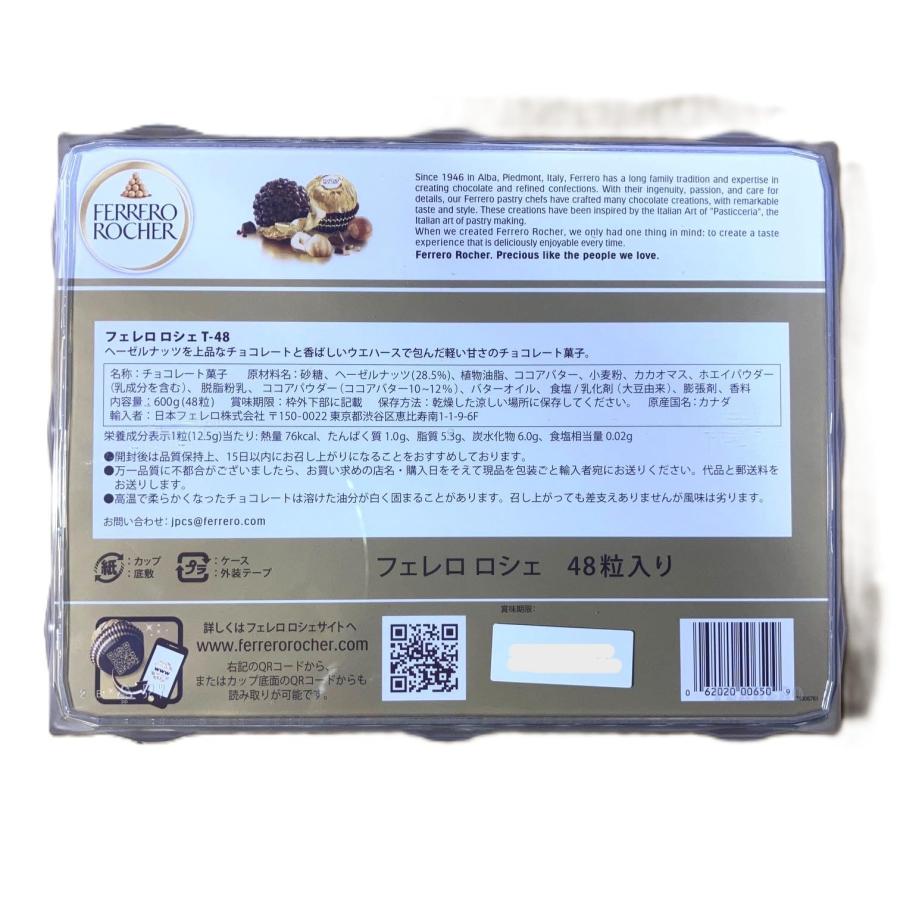 FERRERO
ROCHER
Since 1946 in Alba, Piedmont, Italy, Ferrero has a long family tradition and expertise in
creating chocolate and refined confections. With their ingenuity, passion, and care for
details, our Ferrero pastry chefs have crafted many chocolate creations, with remarkable
taste and style. These creations have been inspired by the Italian Art of "Pasticceria", the
Italian art of pastry making.
When we created Ferrero Rocher, we only had one thing in mind: to create a taste
experience that is deliciously enjoyable every time.
Ferrero Rocher. Precious like the people we love.
フェレロ ロシェ T-48
ヘーゼルナッツを上品なチョコレートと香ばしいウエハースで包んだ軽い甘さのチョコレート菓子。
名称：チョコレート菓子 原材料名：砂糖、ヘーゼルナッツ(28.5%)、植物油脂、ココアバター、小麦粉、カカオマス、ホエイパウダー
(乳成分を含む)、脱脂粉乳、ココアパウダー（ココアバター10~12%）、バターオイル、食塩 / 乳化剤（大豆由来）、膨張剤、香料
内容量：600g(48粒) 賞味期限：枠外下部に記載 保存方法：乾燥した涼しい場所に保存してください。 原産国名：カナダ
輸入者：日本フェレロ株式会社 〒150-0022 東京都渋谷区恵比寿南1-1-9-6F
栄養成分表示1粒(12.5g)当たり: 熱量 76kcal、たんぱく質 1.0g、脂質 5.3g、炭水化物 6.0g、食塩相当量 0.02g
●開封後は品質保持上、15日以内にお召し上がりになることをおすすめしております。
●万一品質に不都合がございましたら、お買い求めの店名・購入日をそえて現品を包装ごと輸入者宛にお送りください。代品と郵送料を
お送りします。
●高温で柔らかくなったチョコレートは溶けた油分が白く固まることがあります。召し上がっても差支えありませんが風味は劣ります。
お問い合わせ: jpcs@ferrero.com
紙 ：カップ
：底敷
プラ ：ケース
：外装テープ
フェレロ ロシェ 48粒入り
詳しくはフェレロ ロシェサイトへ
www.ferrerorocher.com
右記のQRコードから、
またはカップ底面のQRコードからも
読み取りが可能です。
www
賞味期限:
0 62020 00650 9